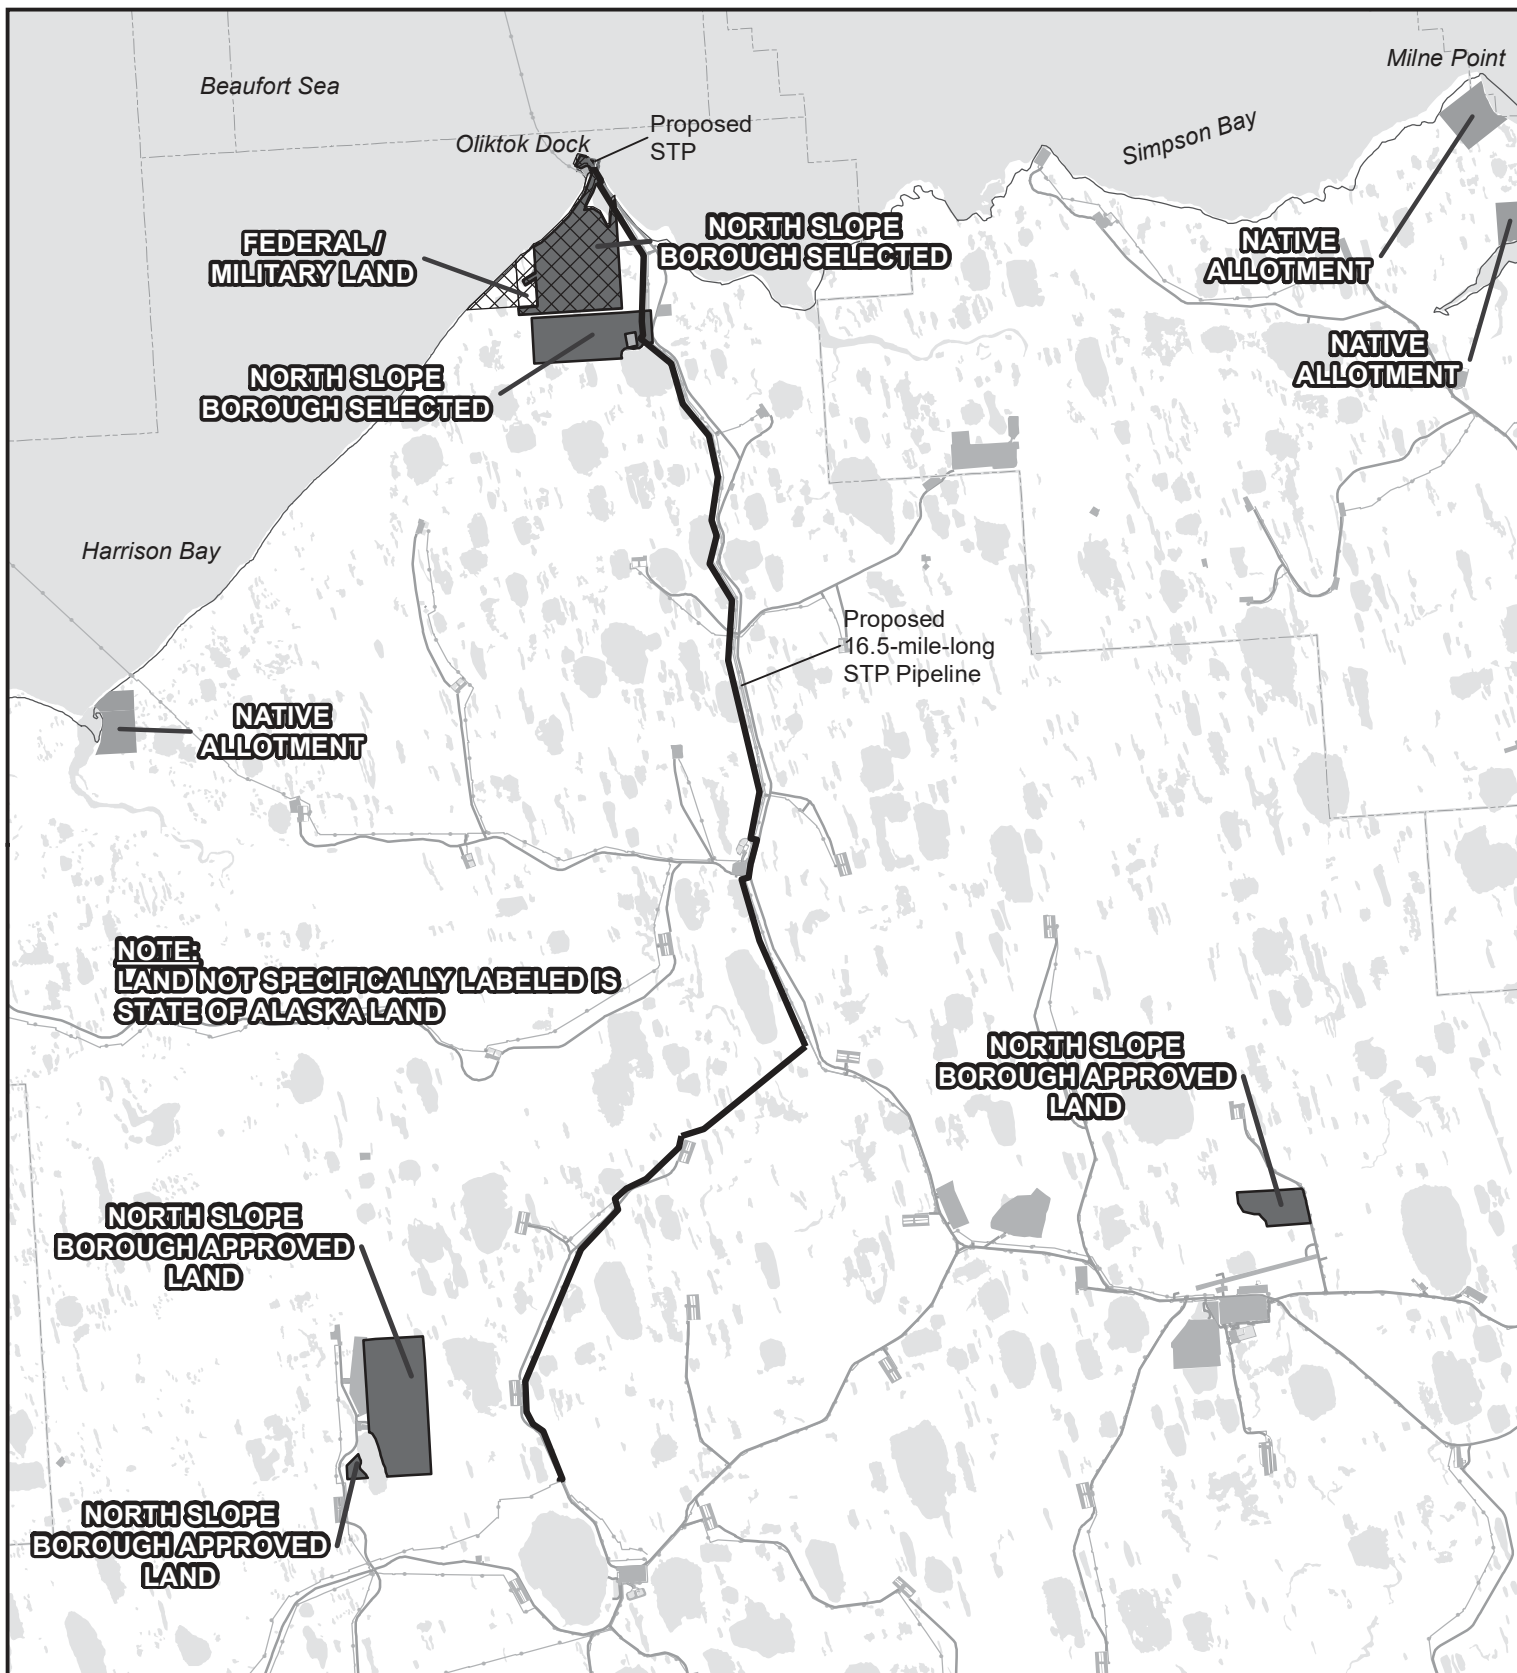 Milne Point
Beaufort Sea
Proposed
STP
Oliktok Dock
Simpson Bay
NORTH SLOPE
BOROUGH SELECTED
FEDERAL /
MILITARY LAND
NATIVE
ALLOTMENT
NATIVE
ALLOTMENT
NORTH SLOPE
BOROUGH SELECTED
Harrison Bay
Proposed
16.5-mile-long
STP Pipeline
NATIVE
ALLOTMENT
NOTE:
LAND NOT SPECIFICALLY LABELED IS
STATE OF ALASKA LAND
NORTH SLOPE
BOROUGH APPROVED
LAND
NORTH SLOPE
BOROUGH APPROVED
LAND
NORTH SLOPE
BOROUGH APPROVED
LAND